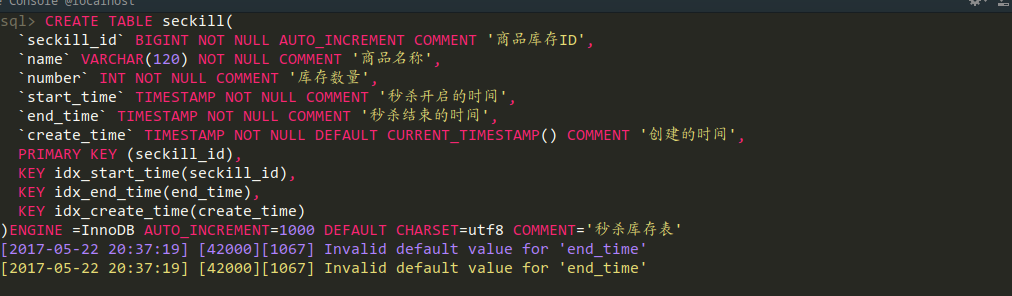 Console @localhost
sql> CREATE TABLE seckill(
`seckill_id` BIGINT NOT NULL AUTO_INCREMENT COMMENT '商品库存ID',
`name` VARCHAR(120) NOT NULL COMMENT '商品名称',
`number` INT NOT NULL COMMENT '库存数量',
`start_time` TIMESTAMP NOT NULL COMMENT '秒杀开启的时间',
`end_time` TIMESTAMP NOT NULL COMMENT '秒杀结束的时间',
`create_time` TIMESTAMP NOT NULL DEFAULT CURRENT_TIMESTAMP() COMMENT '创建的时间',
PRIMARY KEY (seckill_id),
KEY idx_start_time(seckill_id),
KEY idx_end_time(end_time),
KEY idx_create_time(create_time)
)ENGINE =InnoDB AUTO_INCREMENT=1000 DEFAULT CHARSET=utf8 COMMENT='秒杀库存表'
[2017-05-22 20:37:19] [42000][1067] Invalid default value for 'end_time'
[2017-05-22 20:37:19] [42000][1067] Invalid default value for 'end_time'